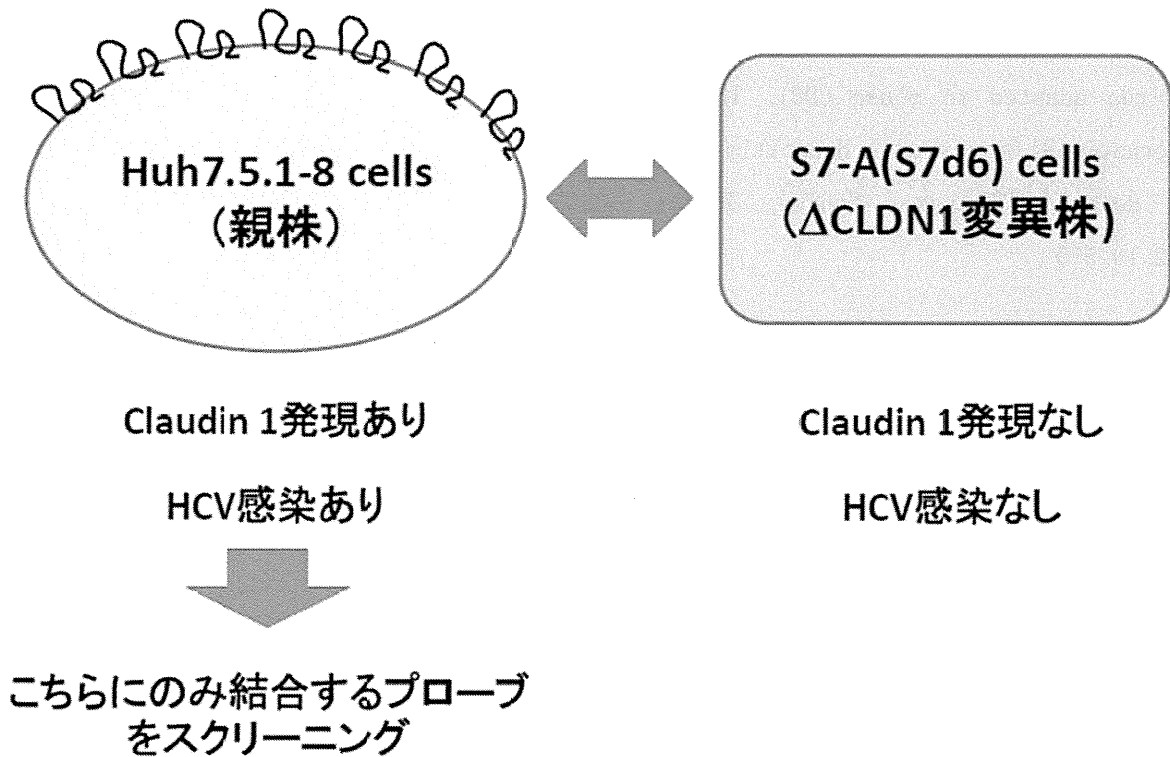 Huh7.5.1-8 cells
(親株)
S7-A(S7d6) cells
(ΔCLDN1変異株)
Claudin 1発現あり
Claudin 1発現なし
HCV感染あり
HCV感染なし
こちらにのみ結合するプローブ
をスクリーニング